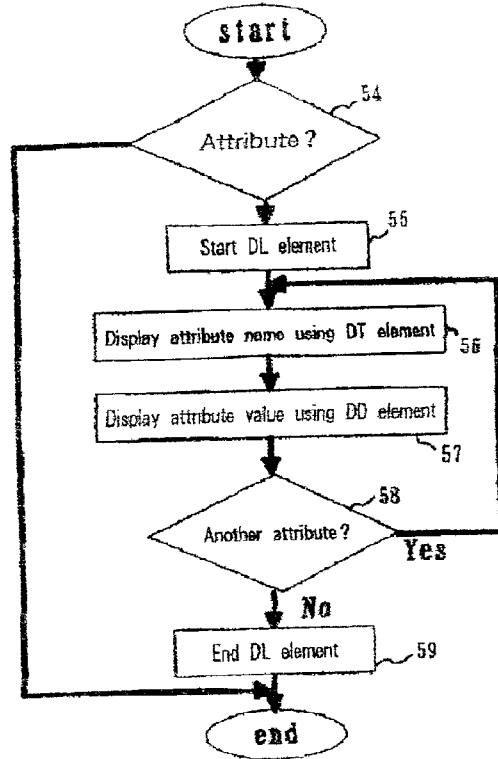 start
54
Attribute?
55
Start DL element
Display attribute name using DT element
56
Display attribute value using DD element
57
58
Another attribute?
Yes
No
End DL element
59
end